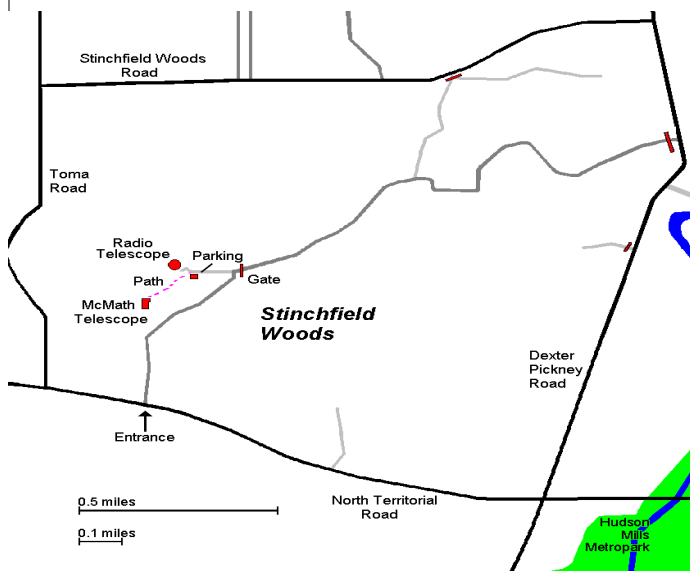 Stinchfield Woods
Road
Toma
Road
Radio
Telescope
Parking
Path
Gate
McMath
Telescope
Stinchfield
Woods
Dexter
Pickney
Road
Entrance
0.5 miles
North Territorial
Road
0.1 miles
Hudson
Mills
Metropark